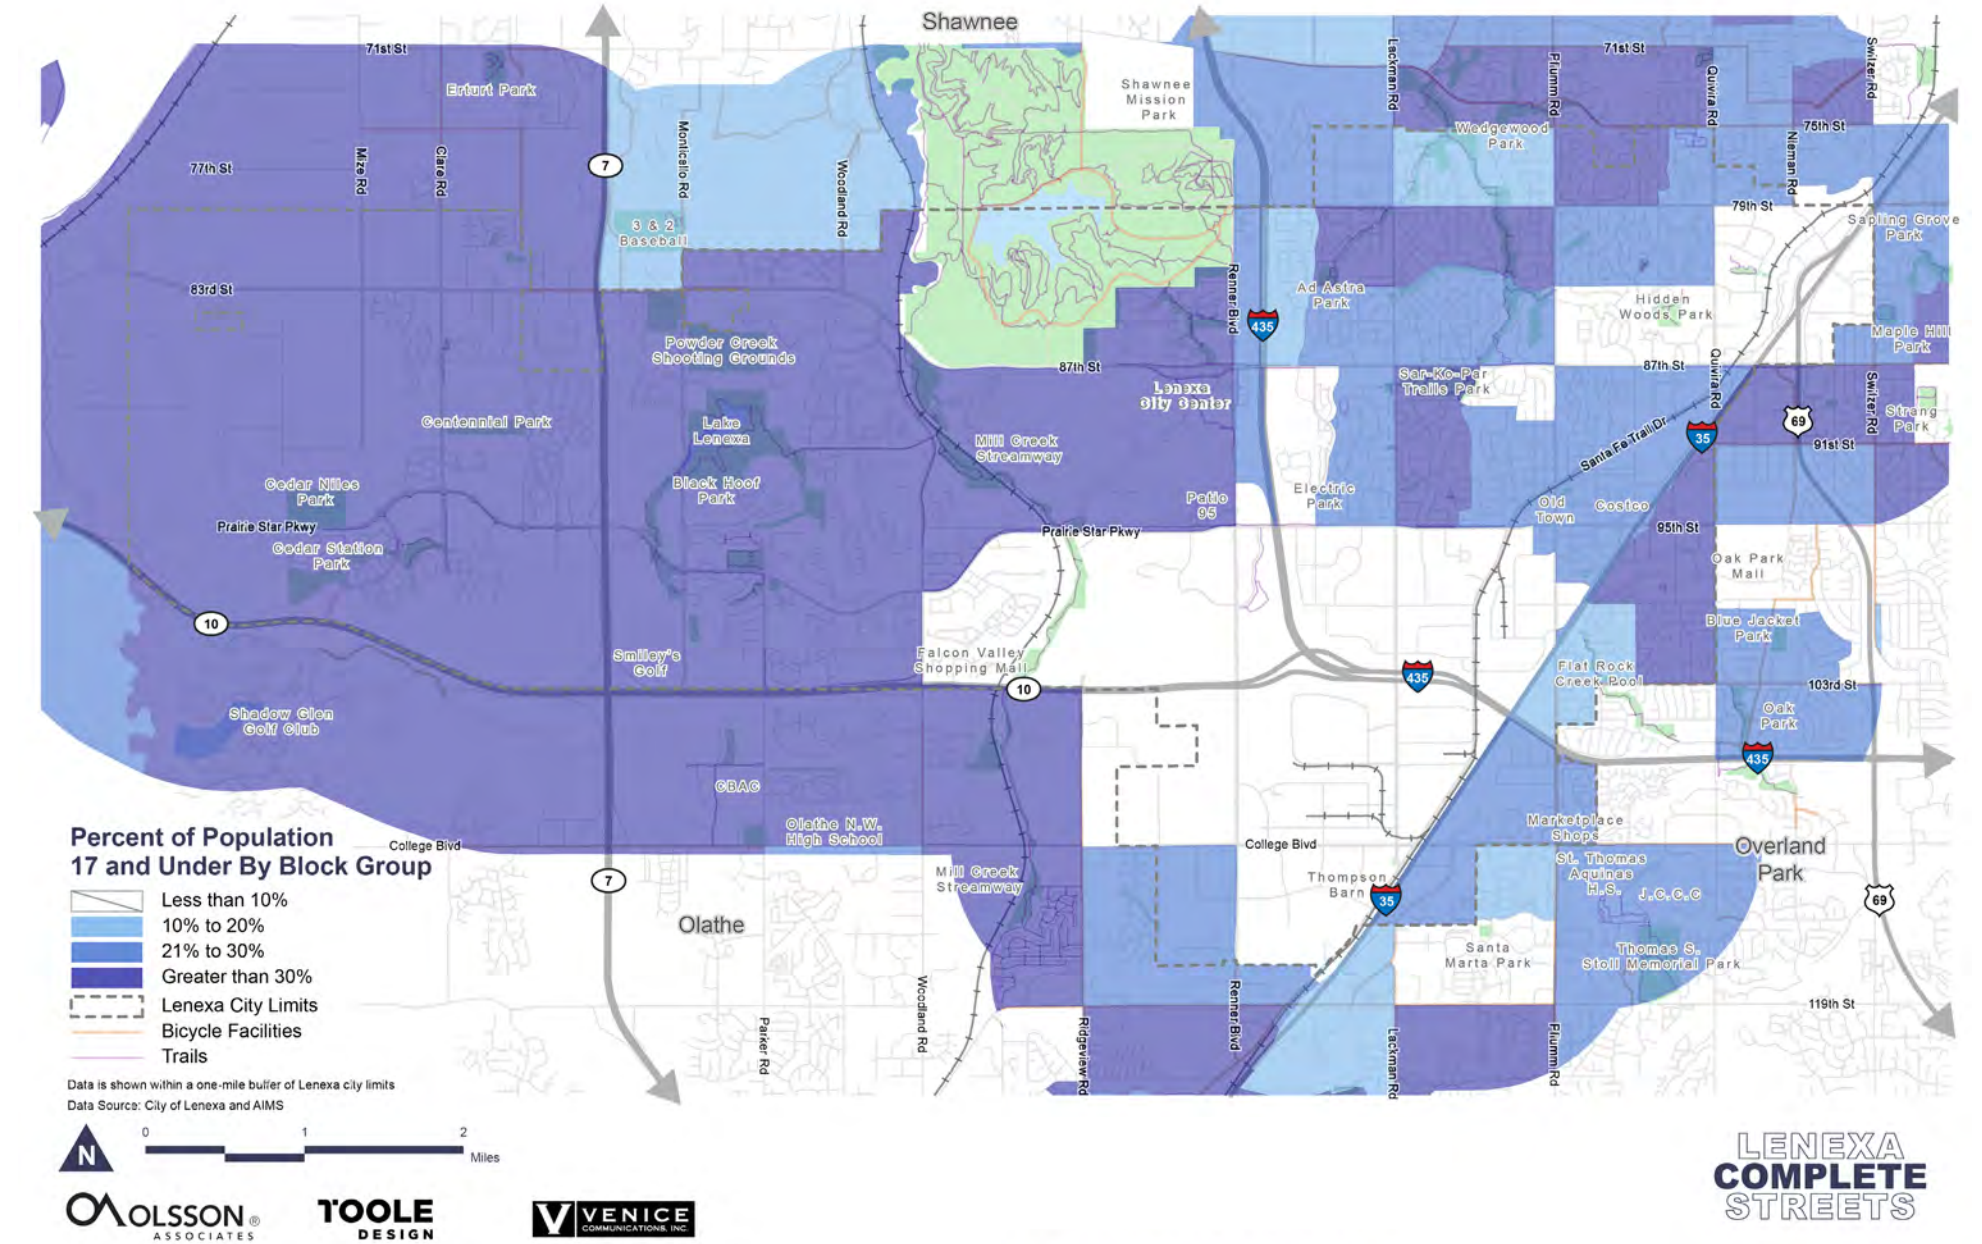 Shawnee
71st St
71st St
Erfurt Park
Shawnee
Mission
Park
Lackman Rd
Pflumm Rd
Quivira Rd
Switzer Rd
Wedgewood
Park
75th St
77th St
Mize Rd
Clare Rd
7
Monticello Rd
Woodland Rd
Nieman Rd
79th St
3 & 2
Baseball
Sapling Grove
Park
83rd St
Renner Blvd
Ad Astra
Park
Hidden
Woods Park
435
Maple Hill
Park
Powder Creek
Shooting Grounds
87th St
87th St
Quivira Rd
Lenexa
City Center
Sar-Ko-Par
Trails Park
Switzer Rd
Centennial Park
Lake
Lenexa
Mill Creek
Streamway
69
Strang
Park
35
91st St
Santa Fe Trail Dr
Cedar Niles
Park
Black Hoof
Park
Patio
95
Electric
Park
Old
Town
Costco
Prairie Star Pkwy
Prairie Star Pkwy
95th St
Cedar Station
Park
Oak Park
Mall
10
Blue Jacket
Park
Smiley's
Golf
Falcon Valley
Shopping Mall
10
435
Flat Rock
Creek Pool
103rd St
Shadow Glen
Golf Club
Oak
Park
435
CBAC
Olathe N.W.
High School
Marketplace
Shops
College Blvd
College Blvd
Overland
Park
Mill Creek
Streamway
Thompson
Barn
St. Thomas
Aquinas
H.S.
J.C.C.C
7
35
69
Olathe
Santa
Marta Park
Thomas S.
Stoll Memorial Park
119th St
Parker Rd
Woodland Rd
Ridgeview Rd
Renner Blvd
Lackman Rd
Pflumm Rd
Percent of Population
17 and Under By Block Group
Less than 10%
10% to 20%
21% to 30%
Greater than 30%
Lenexa City Limits
Bicycle Facilities
Trails
Data is shown within a one-mile buffer of Lenexa city limits
Data Source: City of Lenexa and AIMS
N
0 1 2
Miles
OLSSON ®
ASSOCIATES
TOOLE
DESIGN
V VENICE
COMMUNICATIONS, INC.
LENEXA
COMPLETE
STREETS